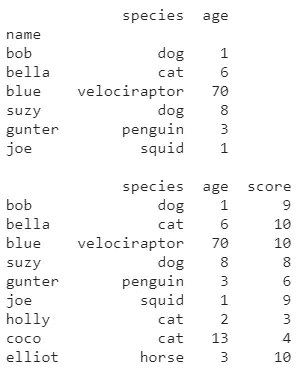 species age
name
bob dog 1
bella cat 6
blue velociraptor 70
suzy dog 8
gunter penguin 3
joe squid 1
species age score
bob dog 1 9
bella cat 6 10
blue velociraptor 70 10
suzy dog 8 8
gunter penguin 3 6
joe squid 1 9
holly cat 2 3
coco cat 13 4
elliot horse 3 10